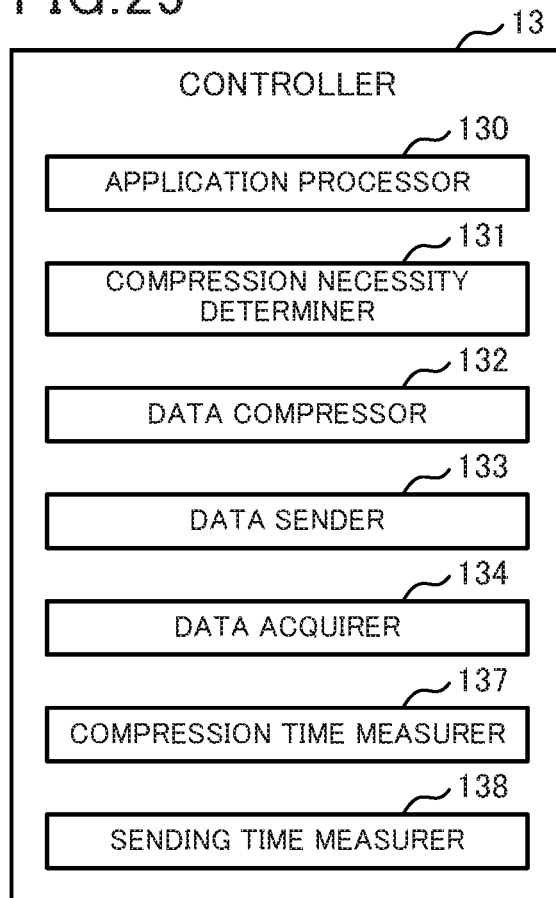 FIG.25
13
CONTROLLER
130
APPLICATION PROCESSOR
131
COMPRESSION NECESSITY
DETERMINER
132
DATA COMPRESSOR
133
DATA SENDER
134
DATA ACQUIRER
137
COMPRESSION TIME MEASURER
138
SENDING TIME MEASURER